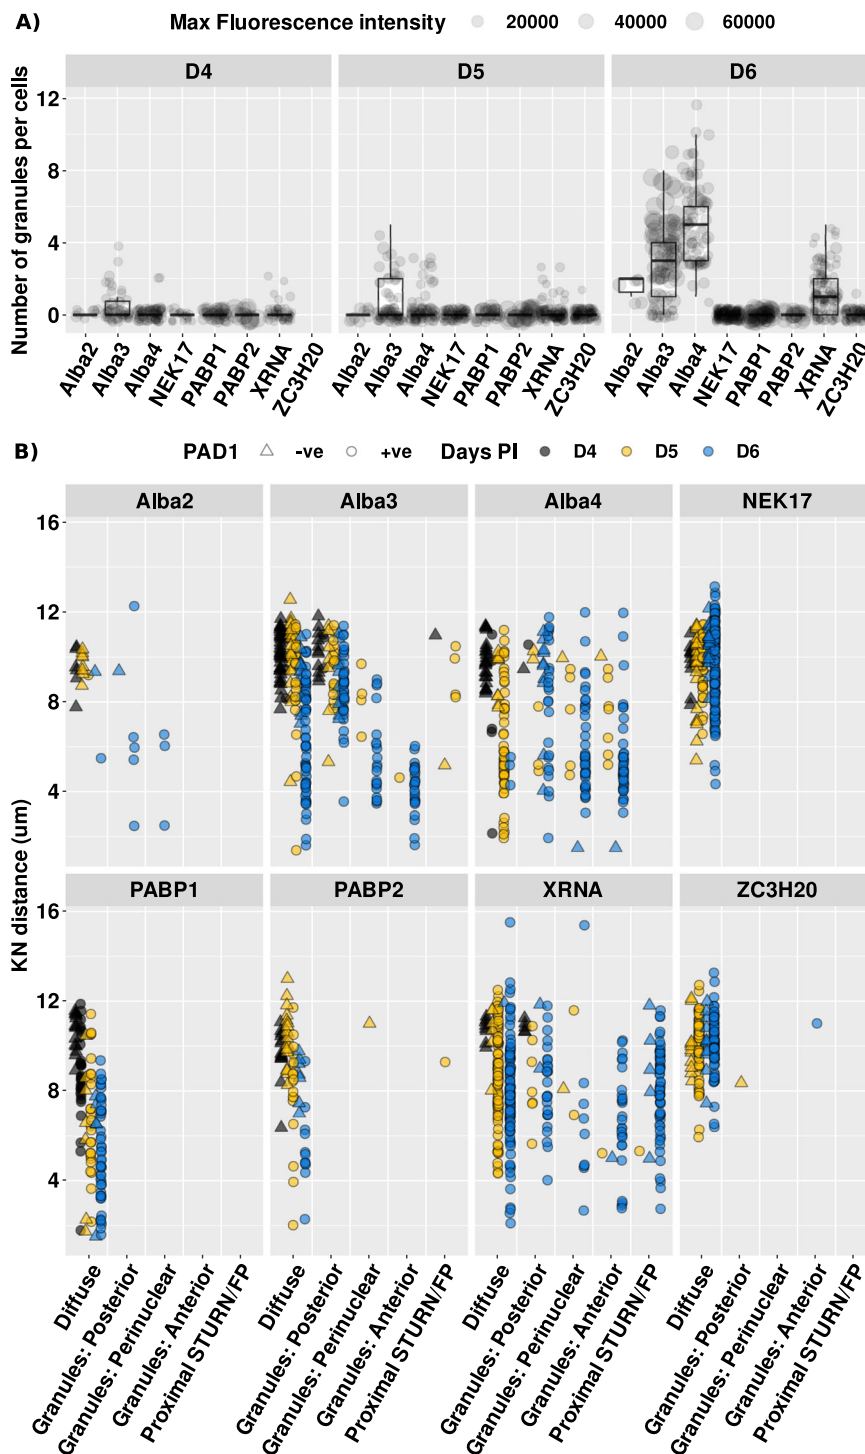 A)
Max Fluorescence intensity 20000 40000 60000
D4 D5 D6
Number of granules per cells
12
8
4
0
Alba2 Alba3 Alba4 NEK17 PABP1 PABP2 XRNA ZC3H20 Alba2 Alba3 Alba4 NEK17 PABP1 PABP2 XRNA ZC3H20 Alba2 Alba3 Alba4 NEK17 PABP1 PABP2 XRNA ZC3H20
B)
PAD1 -ve +ve Days PI D4 D5 D6
Alba2 Alba3 Alba4 NEK17
16
12
8
4
KN distance (um)
PABP1 PABP2 XRNA ZC3H20
16
12
8
4
Diffuse Granules: Posterior Granules: Perinuclear Granules: Anterior Proximal STURN/FP Diffuse Granules: Posterior Granules: Perinuclear Granules: Anterior Proximal STURN/FP Diffuse Granules: Posterior Granules: Perinuclear Granules: Anterior Proximal STURN/FP Diffuse Granules: Posterior Granules: Perinuclear Granules: Anterior Proximal STURN/FP